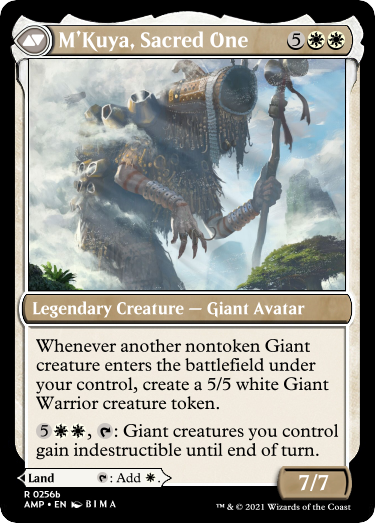 M'Kuya, Sacred One 5
Legendary Creature — Giant Avatar
Whenever another nontoken Giant
creature enters the battlefield under
your control, create a 5/5 white Giant
Warrior creature token.
5, : Giant creatures you control
gain indestructible until end of turn.
Land : Add .
7/7
R 0256b
AMP • EN BIMA
™ & © 2021 Wizards of the Coast